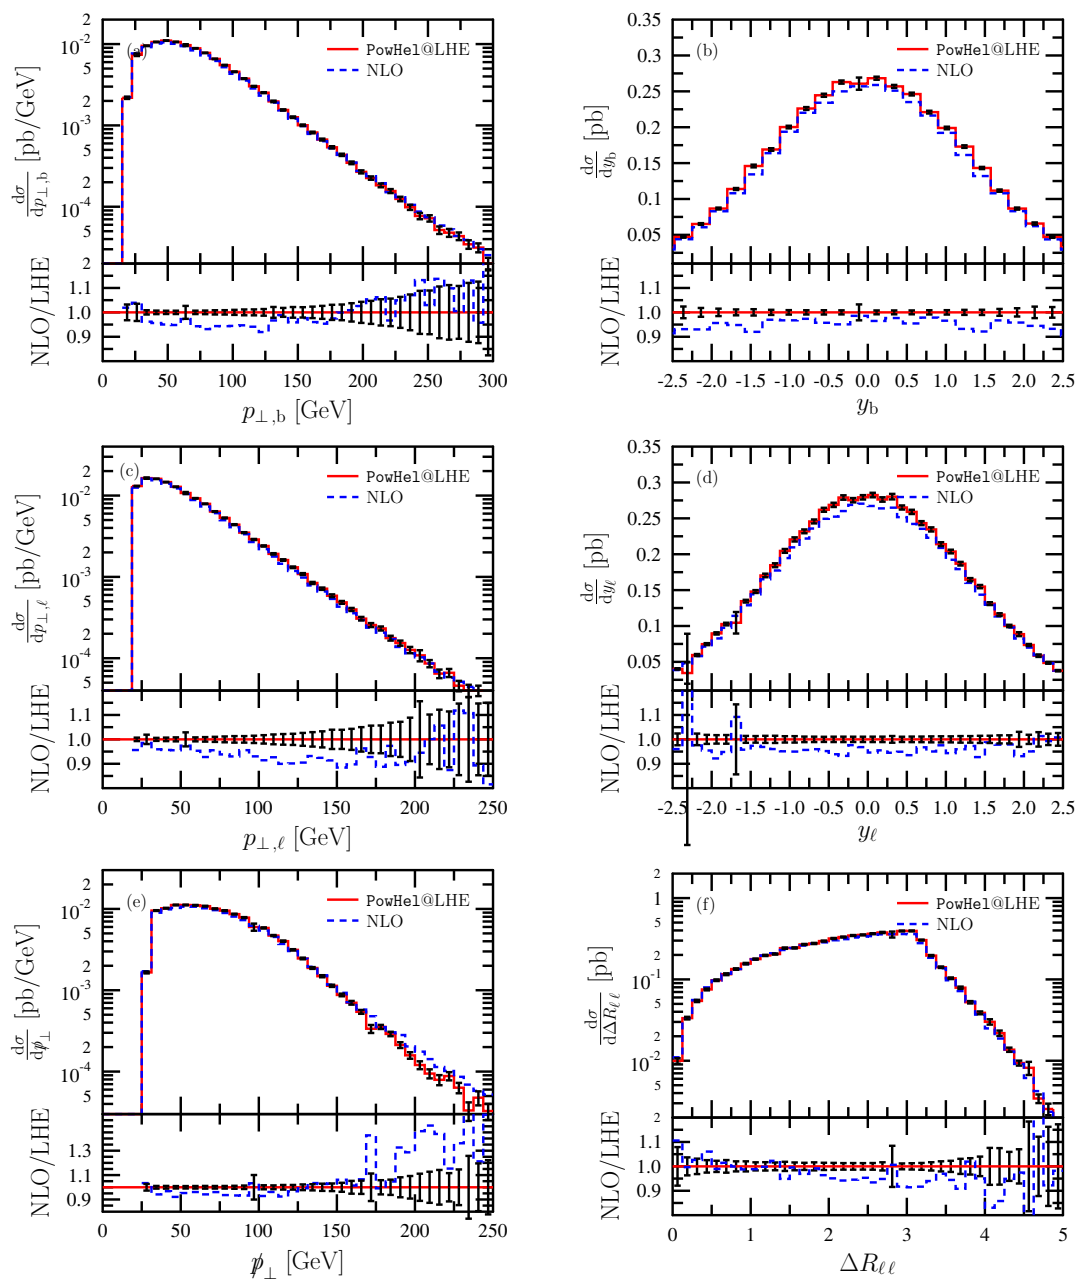 (a)
PowHel@LHE
NLO
dσ/dp⊥,b [pb/GeV]
2
10⁻²
5
2
10⁻³
5
2
10⁻⁴
5
2
NLO/LHE
1.1
1.0
0.9
0 50 100 150 200 250 300
p⊥,b [GeV]
(b)
PowHel@LHE
NLO
dσ/dy_b [pb]
0.35
0.3
0.25
0.2
0.15
0.1
0.05
NLO/LHE
1.1
1.0
0.9
-2.5 -2.0 -1.5 -1.0 -0.5 0.0 0.5 1.0 1.5 2.0 2.5
y_b
(c)
PowHel@LHE
NLO
dσ/dp⊥,ℓ [pb/GeV]
2
10⁻²
5
2
10⁻³
5
2
10⁻⁴
5
NLO/LHE
1.1
1.0
0.9
0 50 100 150 200 250
p⊥,ℓ [GeV]
(d)
PowHel@LHE
NLO
dσ/dy_ℓ [pb]
0.35
0.3
0.25
0.2
0.15
0.1
0.05
NLO/LHE
1.1
1.0
0.9
-2.5 -2.0 -1.5 -1.0 -0.5 0.0 0.5 1.0 1.5 2.0 2.5
y_ℓ
(e)
PowHel@LHE
NLO
dσ/dp̸⊥ [pb/GeV]
2
10⁻²
5
2
10⁻³
5
2
10⁻⁴
5
NLO/LHE
1.3
1.1
0.9
0 50 100 150 200 250
p̸⊥ [GeV]
(f)
PowHel@LHE
NLO
dσ/dΔR_ℓℓ [pb]
2
1
5
2
10⁻¹
5
2
10⁻²
5
2
NLO/LHE
1.1
1.0
0.9
0 1 2 3 4 5
ΔR_ℓℓ